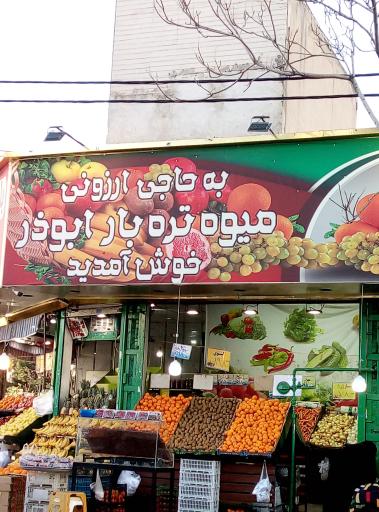 به حاجی ارزونی
میوه تره بار ابوذر
خوش آمدید